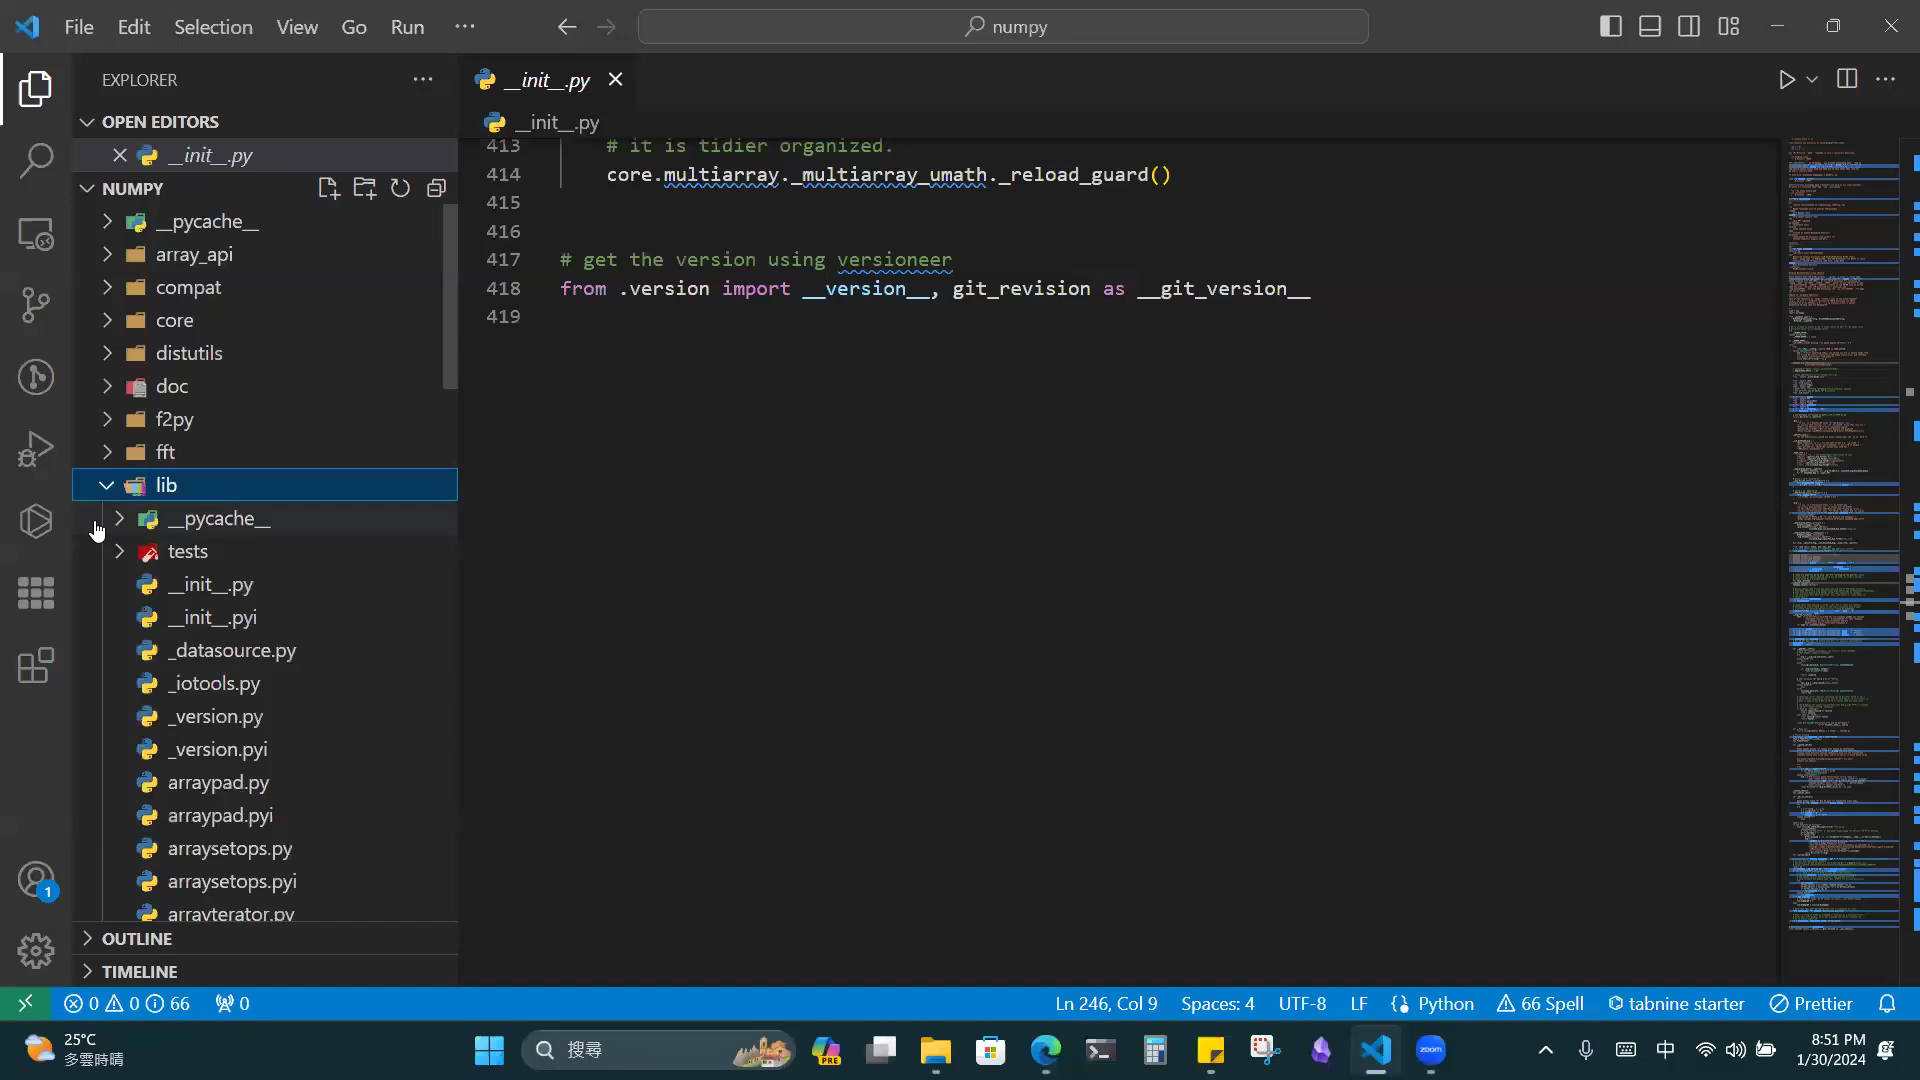 File Edit Selection View Go Run ···
numpy
EXPLORER
OPEN EDITORS
__init__.py
NUMPY
__pycache__
array_api
compat
core
distutils
doc
f2py
fft
lib
__pycache__
tests
__init__.py
__init__.pyi
_datasource.py
_iotools.py
_version.py
_version.pyi
arraypad.py
arraypad.pyi
arraysetops.py
arraysetops.pyi
arrayterator.py
OUTLINE
TIMELINE
__init__.py
__init__.py
413 # it is tidier organized.
414 core.multiarray._multiarray_umath._reload_guard()
415
416
417 # get the version using versioneer
418 from .version import __version__, git_revision as __git_version__
419
1
0 0 66 0
Ln 246, Col 9 Spaces: 4 UTF-8 LF Python 66 Spell tabnine starter Prettier
25°C
多雲時晴
搜尋
PRE
zoom
中
8:51 PM
1/30/2024